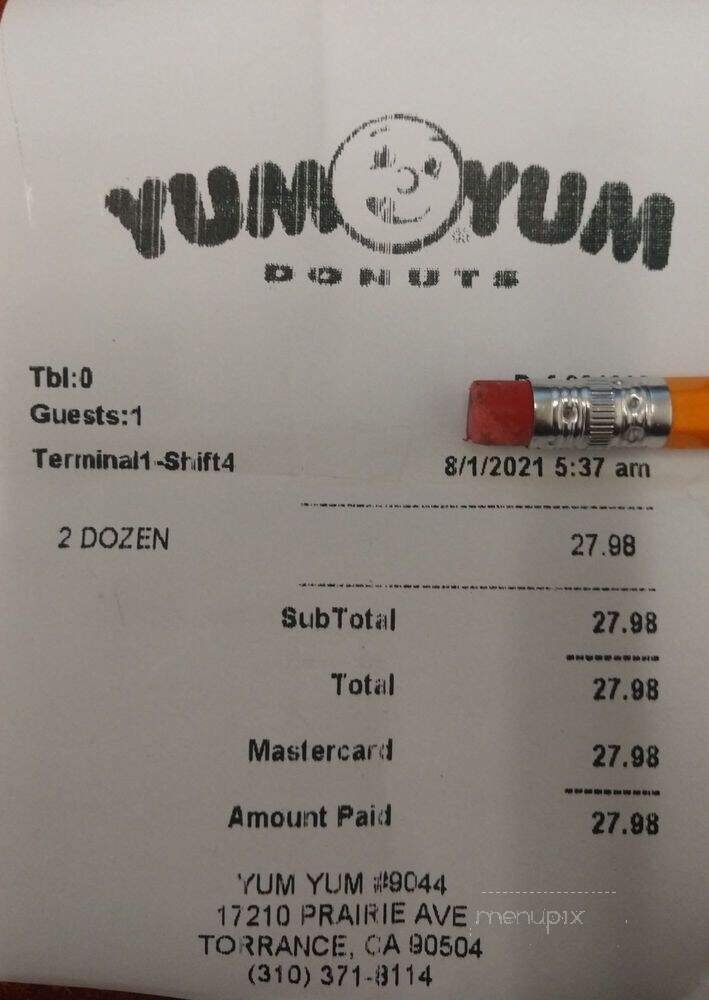 YUM YUM
DONUTS
Tbl:0
Guests:1
Terminal1-Shift4 8/1/2021 5:37 am
2 DOZEN 27.98
SubTotal 27.98
Total 27.98
Mastercard 27.98
Amount Paid 27.98
YUM YUM #9044
17210 PRAIRIE AVE
TORRANCE, CA 90504
(310) 371-8114
menupix